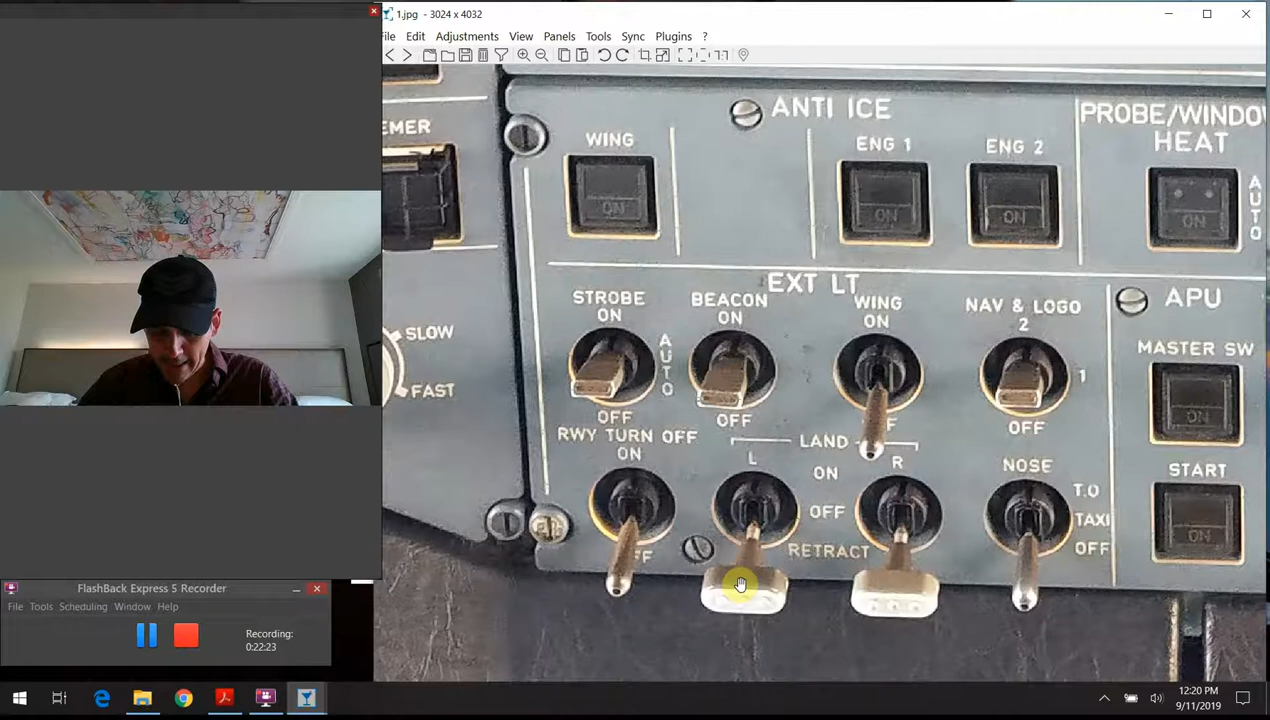 1.jpg - 3024 x 4032
File Edit Adjustments View Panels Tools Sync Plugins ?
1:1
EMER
ANTI ICE
WING
ENG 1
ENG 2
PROBE/WINDOW
HEAT
ON
ON
ON
ON
AUTO
EXT LT
STROBE
ON
BEACON
ON
WING
ON
NAV & LOGO
2
APU
SLOW
FAST
AUTO
1
MASTER SW
ON
OFF
OFF
OFF
RWY TURN OFF
ON
LAND
L
R
NOSE
START
ON
OFF
RETRACT
T.O
TAXI
OFF
ON
FlashBack Express 5 Recorder
File Tools Scheduling Window Help
Recording:
0:22:23
12:20 PM
9/11/2019